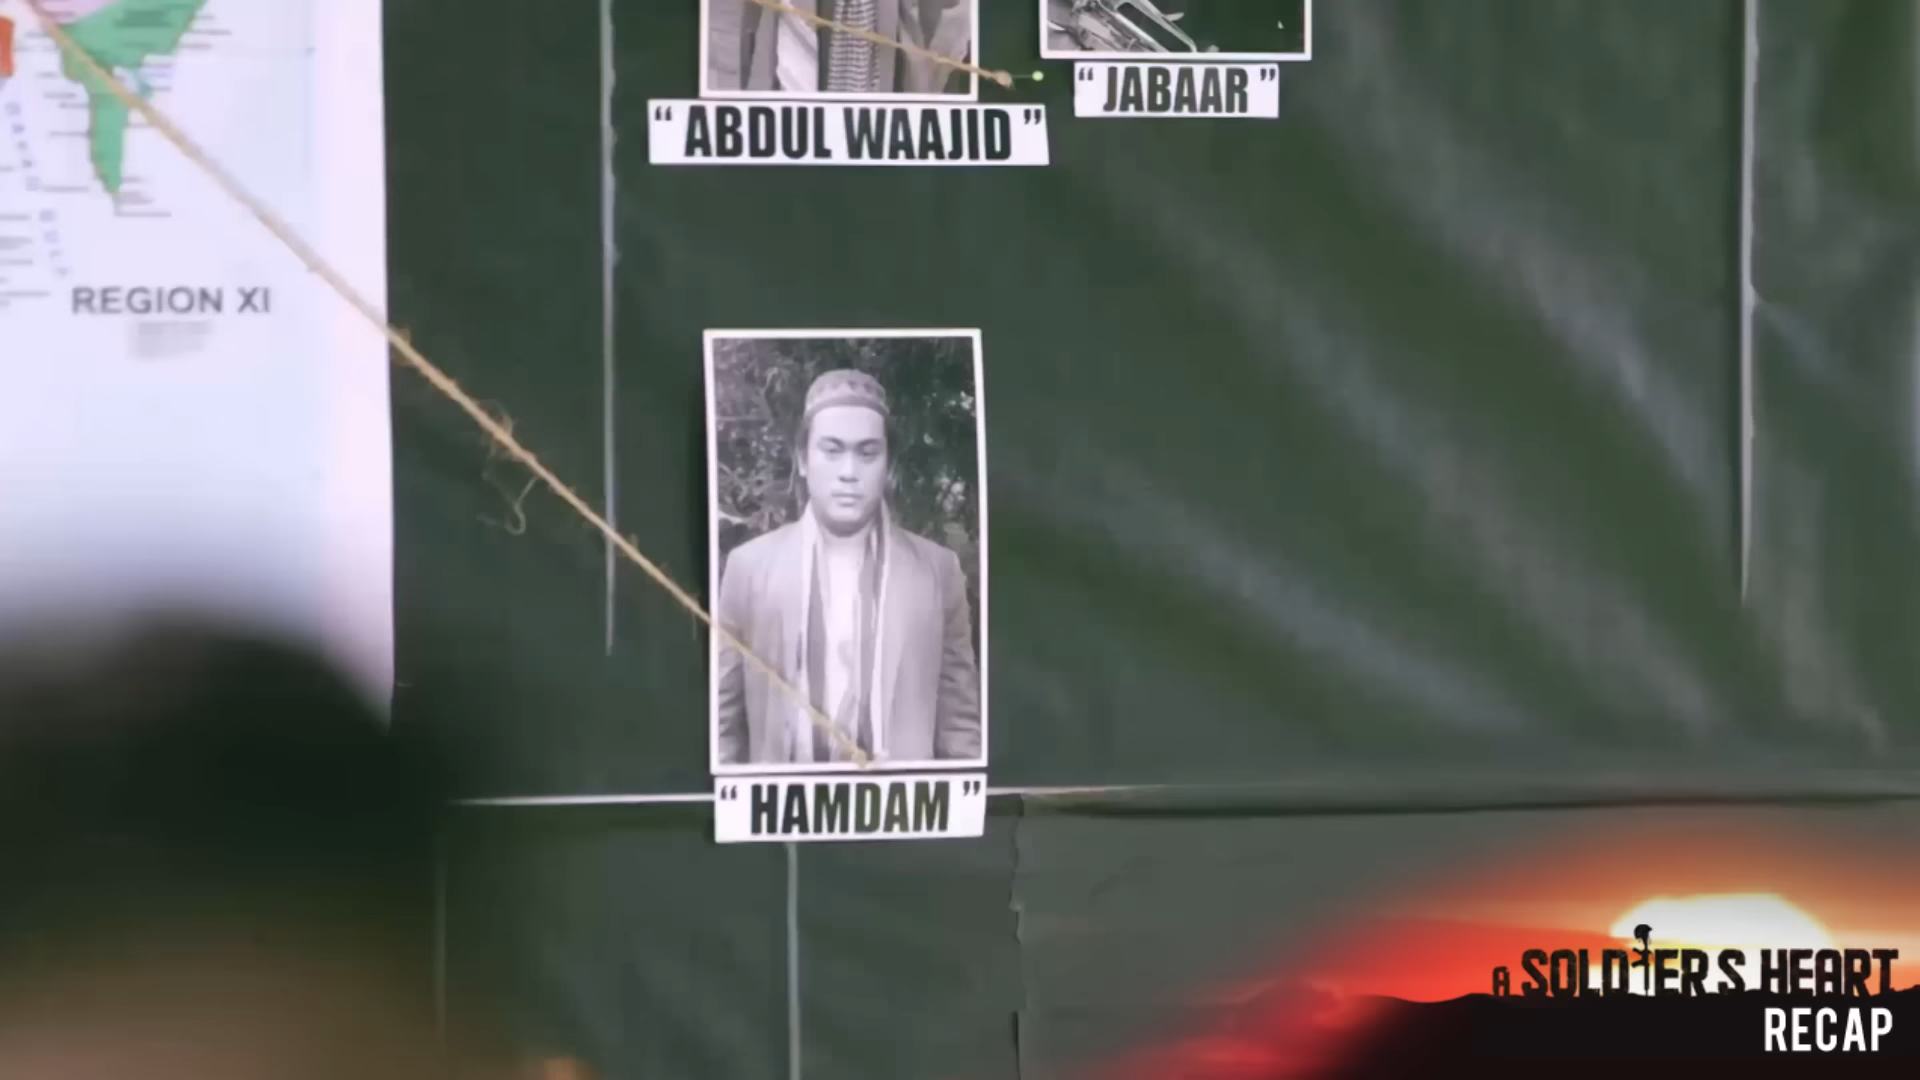 “ JABAAR ”
“ ABDUL WAAJID ”
REGION XI
“ HAMDAM ”
A SOLDIER'S HEART
RECAP